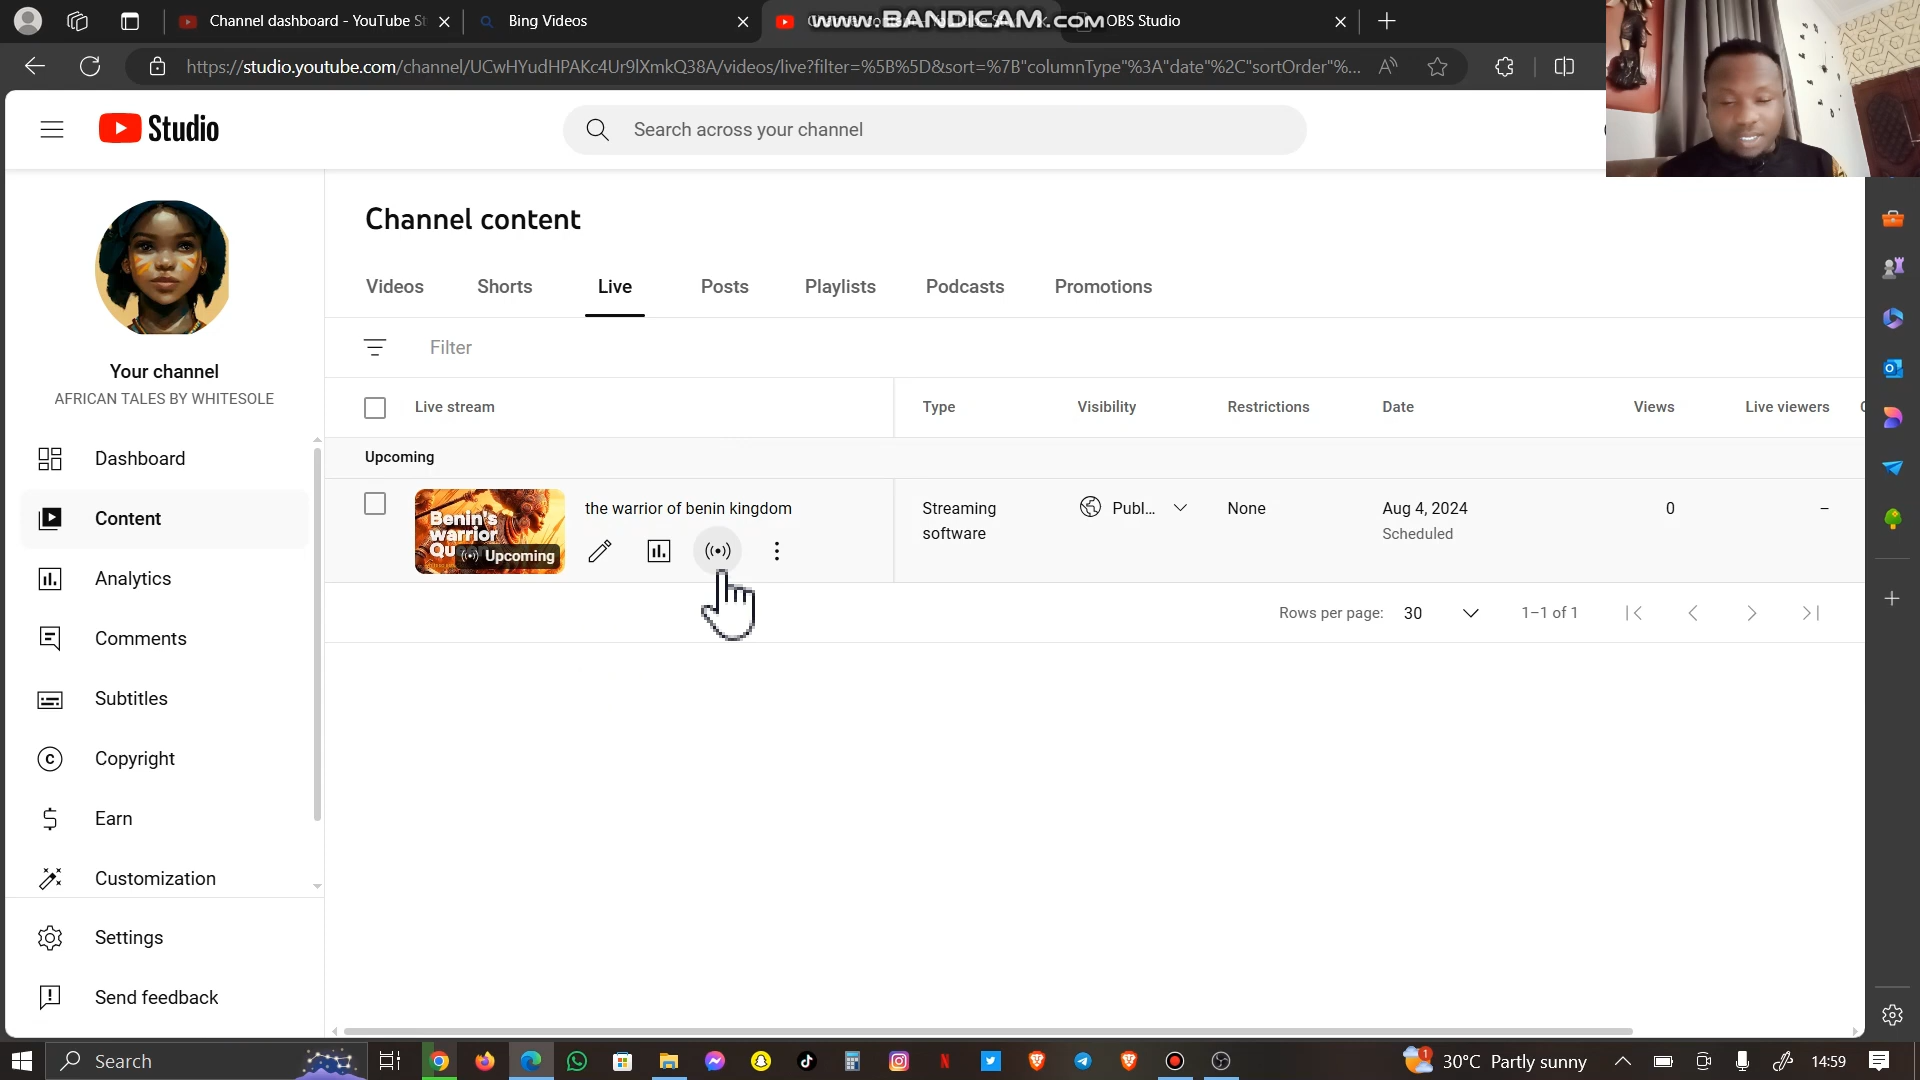 Channel dashboard - YouTube St
Bing Videos
WWW.BANDICAM.COM
OBS Studio
https://studio.youtube.com/channel/UCwHYudHPAKc4Ur9lXmkQ38A/videos/live?filter=%5B%5D&sort=%7B"columnType"%3A"date"%2C"sortOrder"%...
Studio
Search across your channel
Your channel
AFRICAN TALES BY WHITESOLE
Dashboard
Content
Analytics
Comments
Subtitles
Copyright
Earn
Customization
Settings
Send feedback
Channel content
Videos Shorts Live Posts Playlists Podcasts Promotions
Filter
Live stream Type Visibility Restrictions Date Views Live viewers
Upcoming
Benin's
warrior
Qu
Upcoming
the warrior of benin kingdom
Streaming
software
Publ...
None
Aug 4, 2024
Scheduled
0
–
Rows per page: 30 1–1 of 1
Search
30°C Partly sunny
14:59